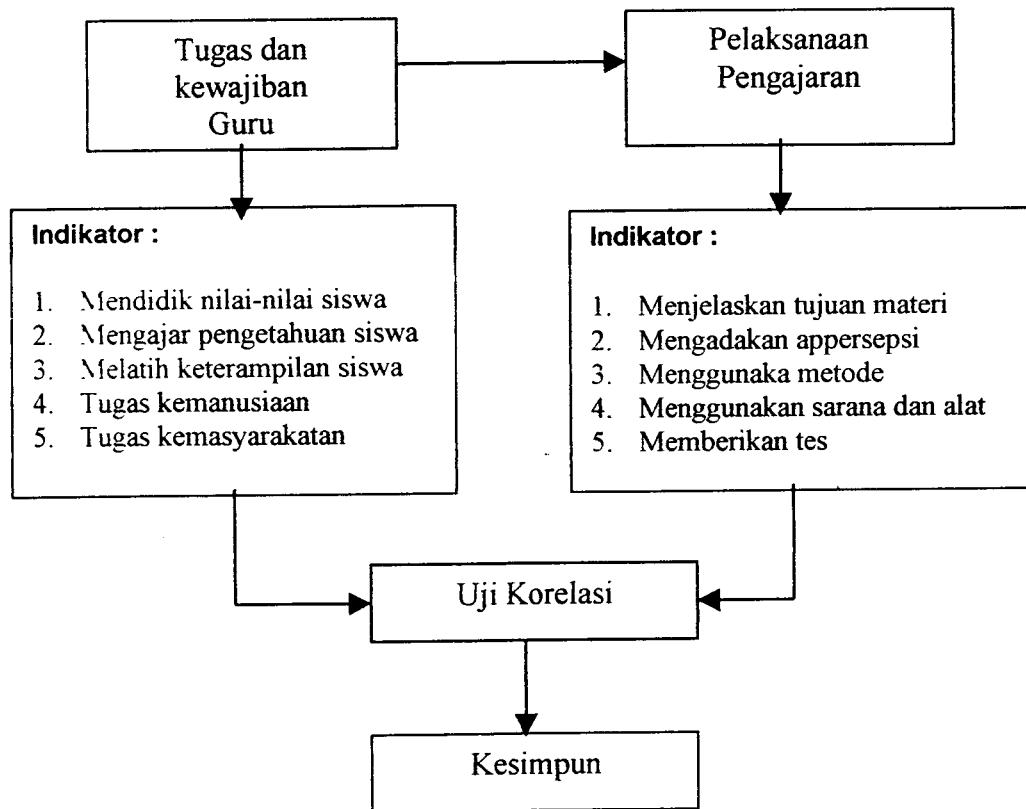 Tugas dan
kewajiban
Guru
Pelaksanaan
Pengajaran
Indikator :
1. Mendidik nilai-nilai siswa
2. Mengajar pengetahuan siswa
3. Melatih keterampilan siswa
4. Tugas kemanusiaan
5. Tugas kemasyarakatan
Indikator :
1. Menjelaskan tujuan materi
2. Mengadakan appersepsi
3. Menggunaka metode
4. Menggunakan sarana dan alat
5. Memberikan tes
Uji Korelasi
Kesimpun